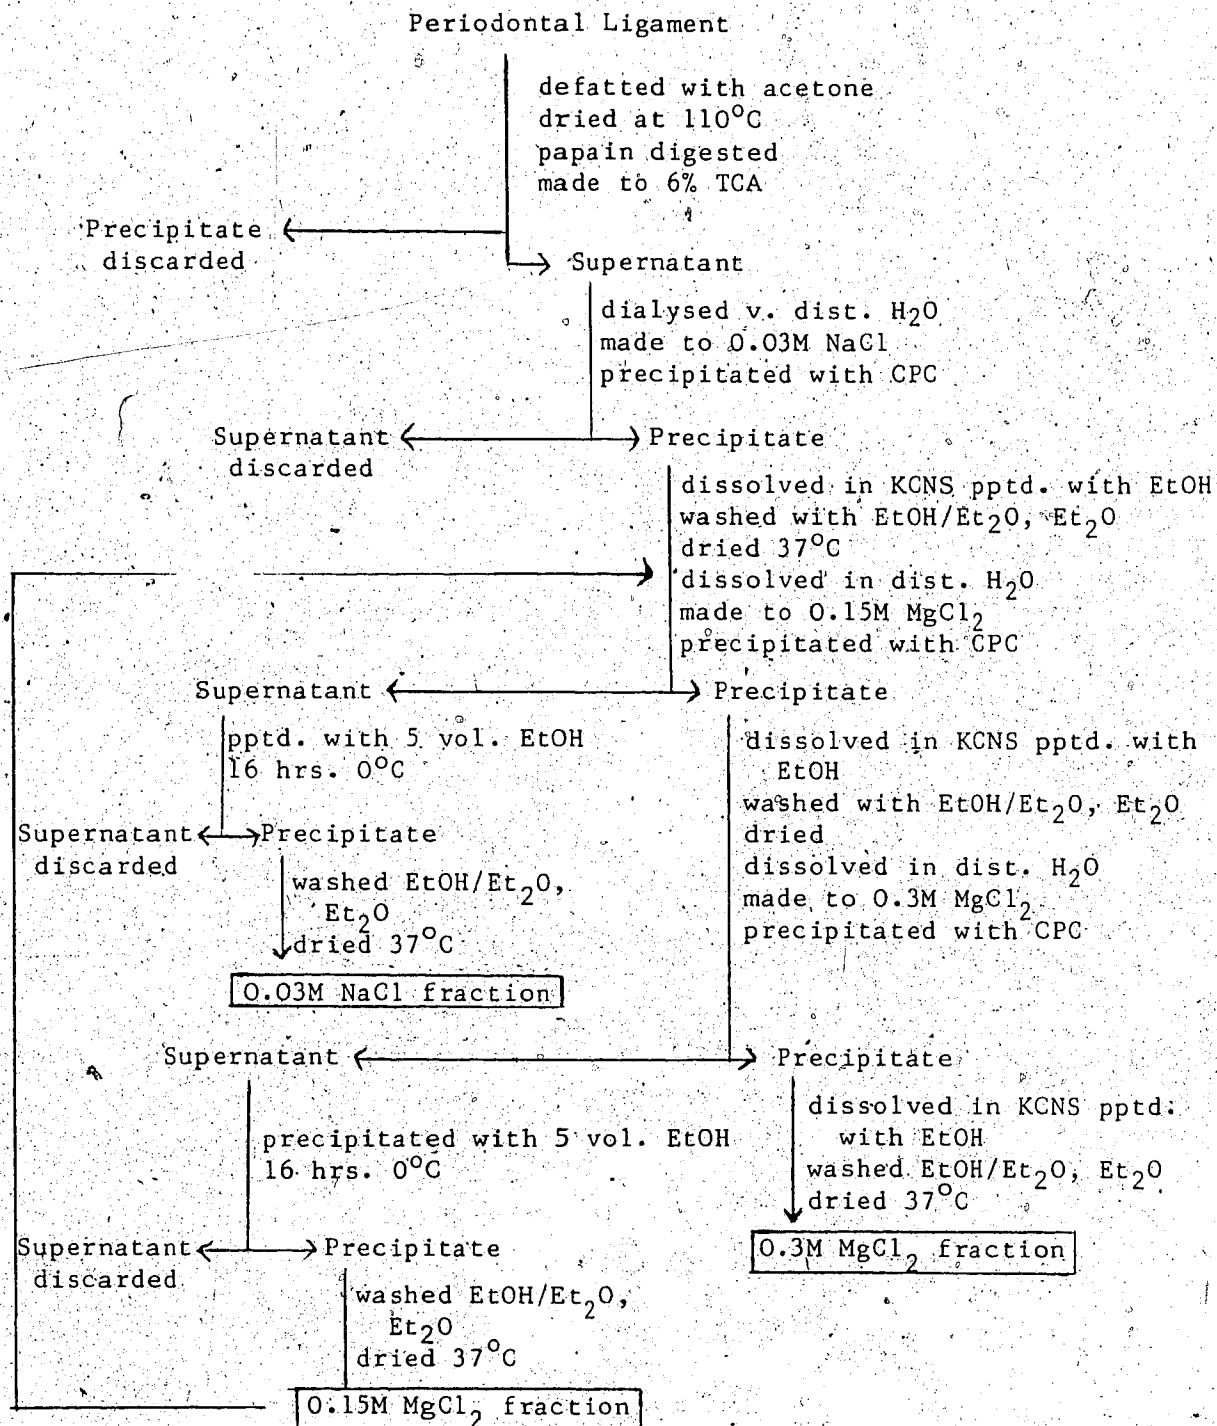 Periodontal Ligament
defatted with acetone
dried at 110°C
papain digested
made to 6% TCA
Precipitate
discarded
Supernatant
dialysed v. dist. H₂O
made to 0.03M NaCl
precipitated with CPC
Supernatant
discarded
Precipitate
dissolved in KCNS pptd. with EtOH
washed with EtOH/Et₂O, Et₂O
dried 37°C
dissolved in dist. H₂O
made to 0.15M MgCl₂
precipitated with CPC
Supernatant
Precipitate
pptd. with 5 vol. EtOH
16 hrs. 0°C
Supernatant
discarded
Precipitate
washed EtOH/Et₂O,
Et₂O
dried 37°C
0.03M NaCl fraction
dissolved in KCNS pptd. with
EtOH
washed with EtOH/Et₂O, Et₂O
dried
dissolved in dist. H₂O
made to 0.3M MgCl₂
precipitated with CPC
Supernatant
Precipitate
precipitated with 5 vol. EtOH
16 hrs. 0°C
dissolved in KCNS pptd.
with EtOH
washed EtOH/Et₂O, Et₂O
dried 37°C
0.3M MgCl₂ fraction
Supernatant
discarded
Precipitate
washed EtOH/Et₂O,
Et₂O
dried 37°C
0.15M MgCl₂ fraction